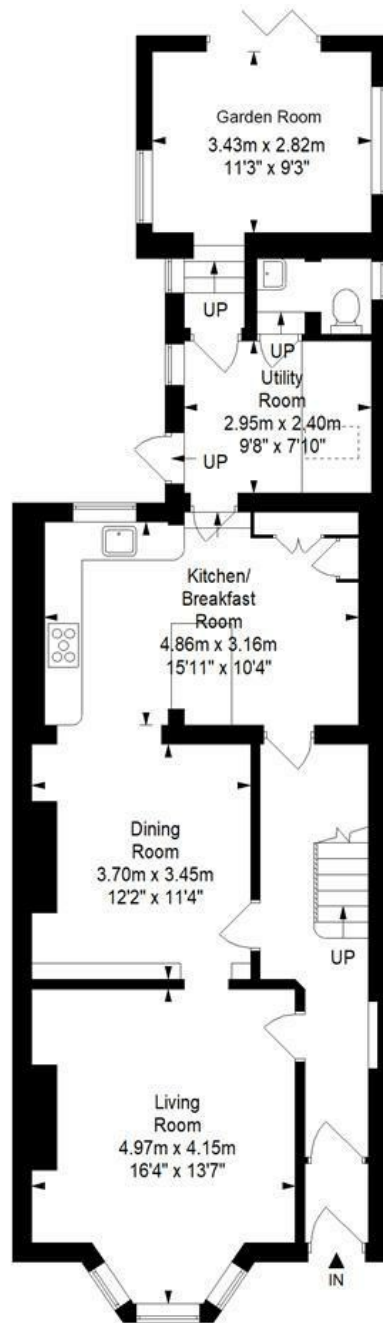 Garden Room
3.43m x 2.82m
11'3" x 9'3"
UP
UP
Utility
Room
2.95m x 2.40m
9'8" x 7'10"
UP
Kitchen/
Breakfast
Room
4.86m x 3.16m
15'11" x 10'4"
Dining
Room
3.70m x 3.45m
12'2" x 11'4"
UP
Living
Room
4.97m x 4.15m
16'4" x 13'7"
IN